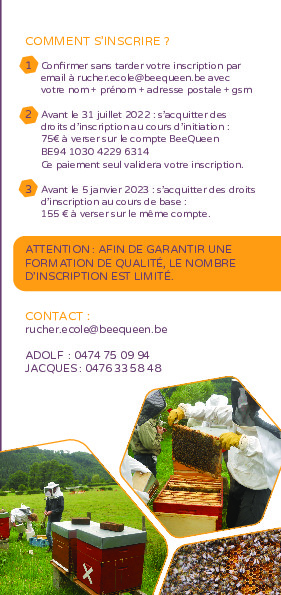 COMMENT S'INSCRIRE ?
1 Confirmer sans tarder votre inscription par
email à rucher.ecole@beequeen.be avec
votre nom + prénom + adresse postale + gsm
2 Avant le 31 juillet 2022 : s'acquitter des
droits d'inscription au cours d'initiation :
75€ à verser sur le compte BeeQueen
BE94 1030 4229 6314
Ce paiement seul validera votre inscription.
3 Avant le 5 janvier 2023 : s'acquitter des droits
d'inscription au cours de base :
155 € à verser sur le même compte.
ATTENTION : AFIN DE GARANTIR UNE
FORMATION DE QUALITÉ, LE NOMBRE
D'INSCRIPTION EST LIMITÉ.
CONTACT :
rucher.ecole@beequeen.be
ADOLF : 0474 75 09 94
JACQUES : 0476 33 58 48